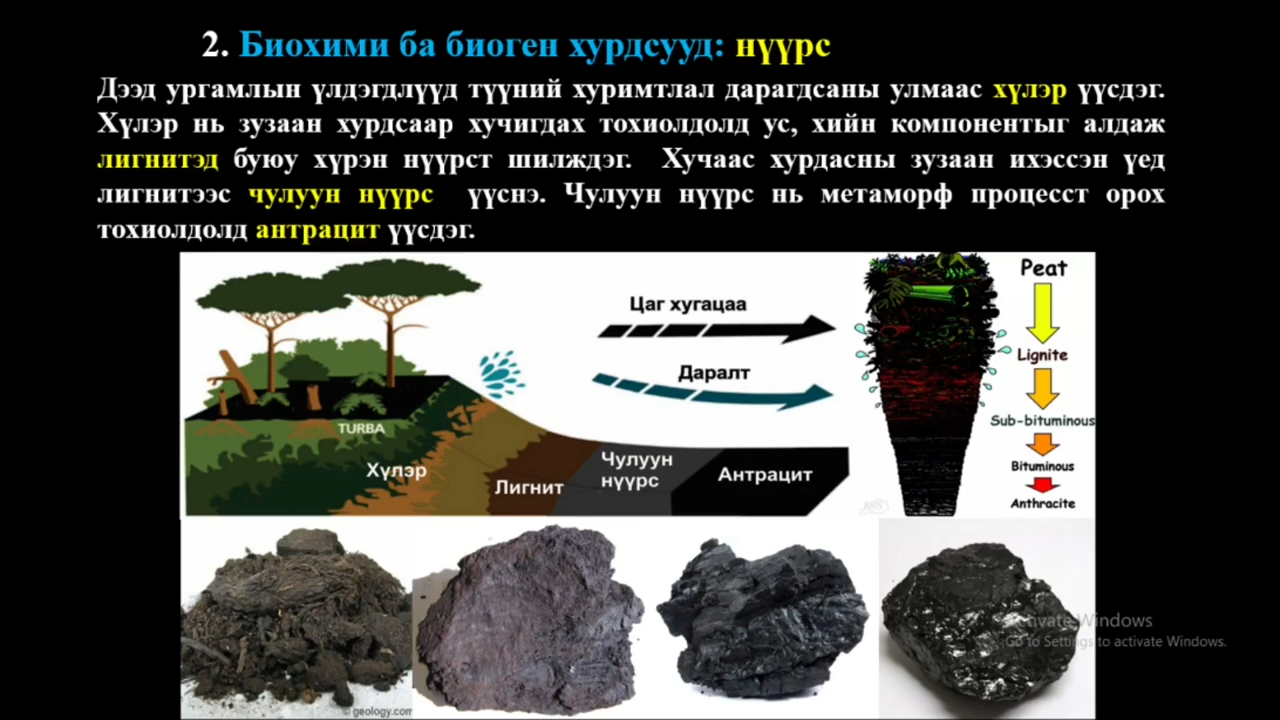 2. Биохими ба биоген хурдсууд: нүүрс
Дээд ургамлын үлдэгдлүүд түүний хуримтлал дарагдсаны улмаас хүлэр үүсдэг.
Хүлэр нь зузаан хурдсаар хучигдах тохиолдолд ус, хийн компонентыг алдаж
лигнитэд буюу хүрэн нүүрст шилждэг. Хучаас хурдасны зузаан ихэссэн үед
лигнитээс чулуун нүүрс үүснэ. Чулуун нүүрс нь метаморф процесст орох
тохиолдолд антрацит үүсдэг.
Цаг хугацаа
Даралт
TURBA
Хүлэр
Лигнит
Чулуун
нүүрс
Антрацит
Peat
Lignite
Sub-bituminous
Bituminous
Anthracite
© geology.com
Activate Windows
Go to Settings to activate Windows.